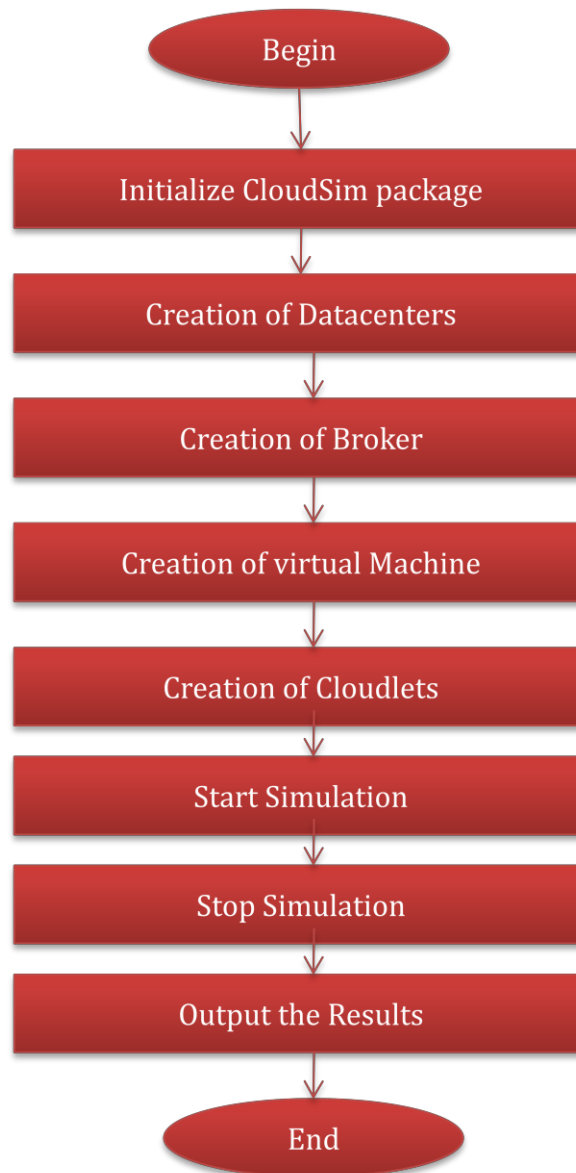 Begin
Initialize CloudSim package
Creation of Datacenters
Creation of Broker
Creation of virtual Machine
Creation of Cloudlets
Start Simulation
Stop Simulation
Output the Results
End